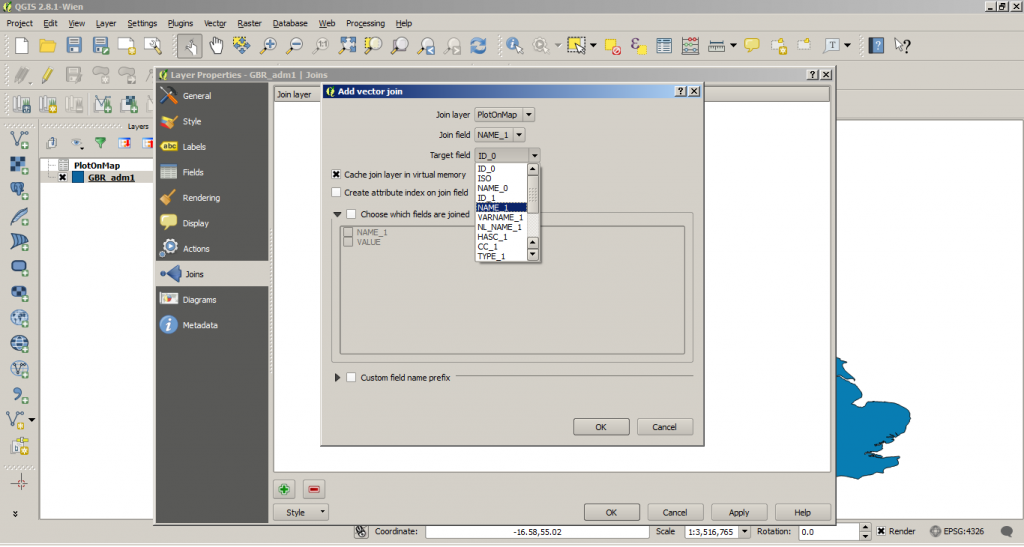 QGIS 2.8.1-Wien
Project Edit View Layer Settings Plugins Vector Raster Database Web Processing Help
Layer Properties - GBR_adm1 | Joins
Layers
PlotOnMap
GBR_adm1
General
Style
abc Labels
Fields
Rendering
Display
Actions
Joins
Diagrams
Metadata
Join layer
Add vector join
Join layer PlotOnMap
Join field NAME_1
Target field ID_0
ID_0
ISO
NAME_0
ID_1
NAME_1
VARNAME_1
NL_NAME_1
HASC_1
CC_1
TYPE_1
Cache join layer in virtual memory
Create attribute index on join field
Choose which fields are joined
NAME_1
VALUE
Custom field name prefix
OK Cancel
Style OK Cancel Apply Help
Coordinate: -16.58,55.02 Scale 1:3,516,765 Rotation: 0.0 Render EPSG:4326